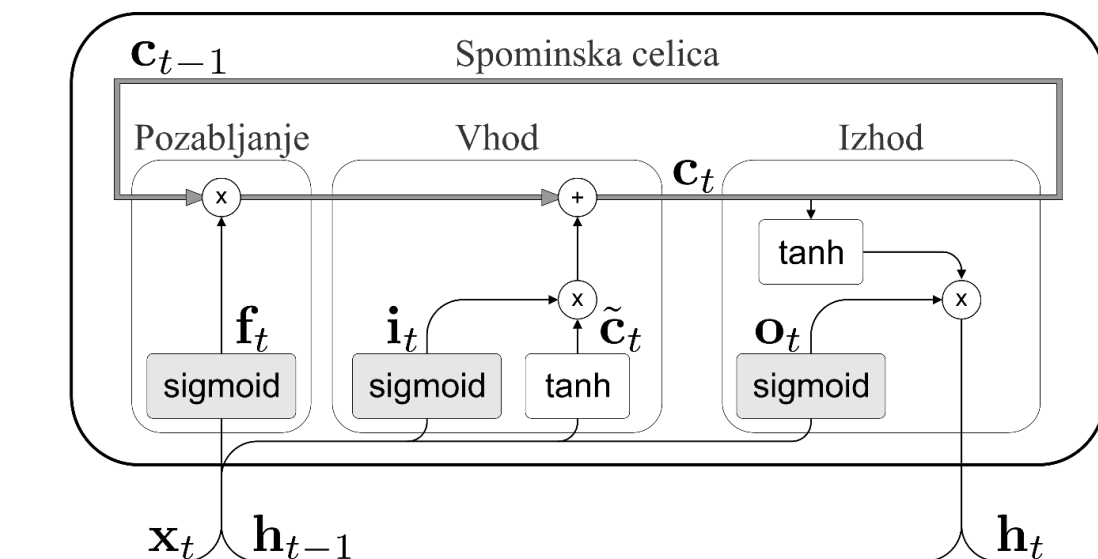 c_{t-1} Spominska celica
Pozabljanje Vhod Izhod
x + c_t
tanh
x x
f_t i_t c̃_t o_t
sigmoid sigmoid tanh sigmoid
x_t h_{t-1} h_t